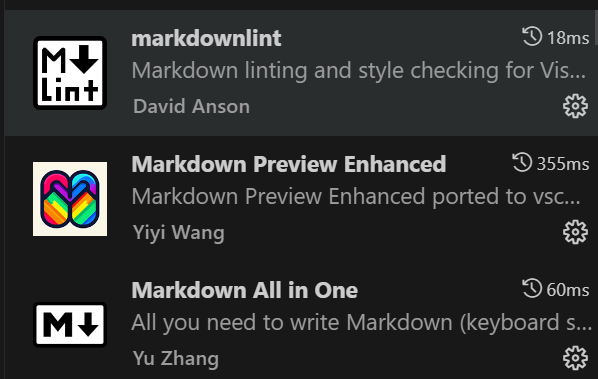 M
Lint
markdownlint
18ms
Markdown linting and style checking for Vis...
David Anson
Markdown Preview Enhanced
355ms
Markdown Preview Enhanced ported to vsc...
Yiyi Wang
M
Markdown All in One
60ms
All you need to write Markdown (keyboard s...
Yu Zhang